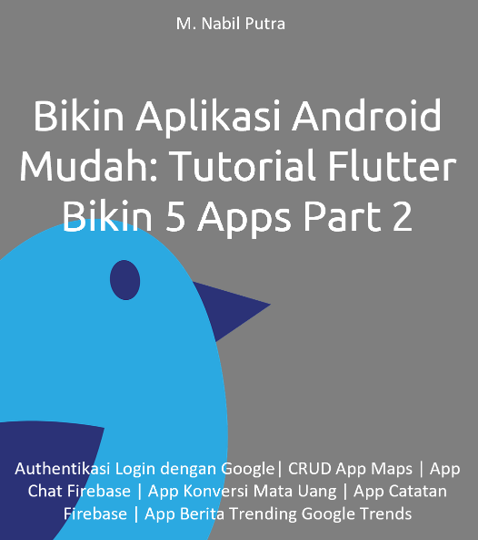 M. Nabil Putra
Bikin Aplikasi Android
Mudah: Tutorial Flutter
Bikin 5 Apps Part 2
Authentikasi Login dengan Google| CRUD App Maps | App
Chat Firebase | App Konversi Mata Uang | App Catatan
Firebase | App Berita Trending Google Trends